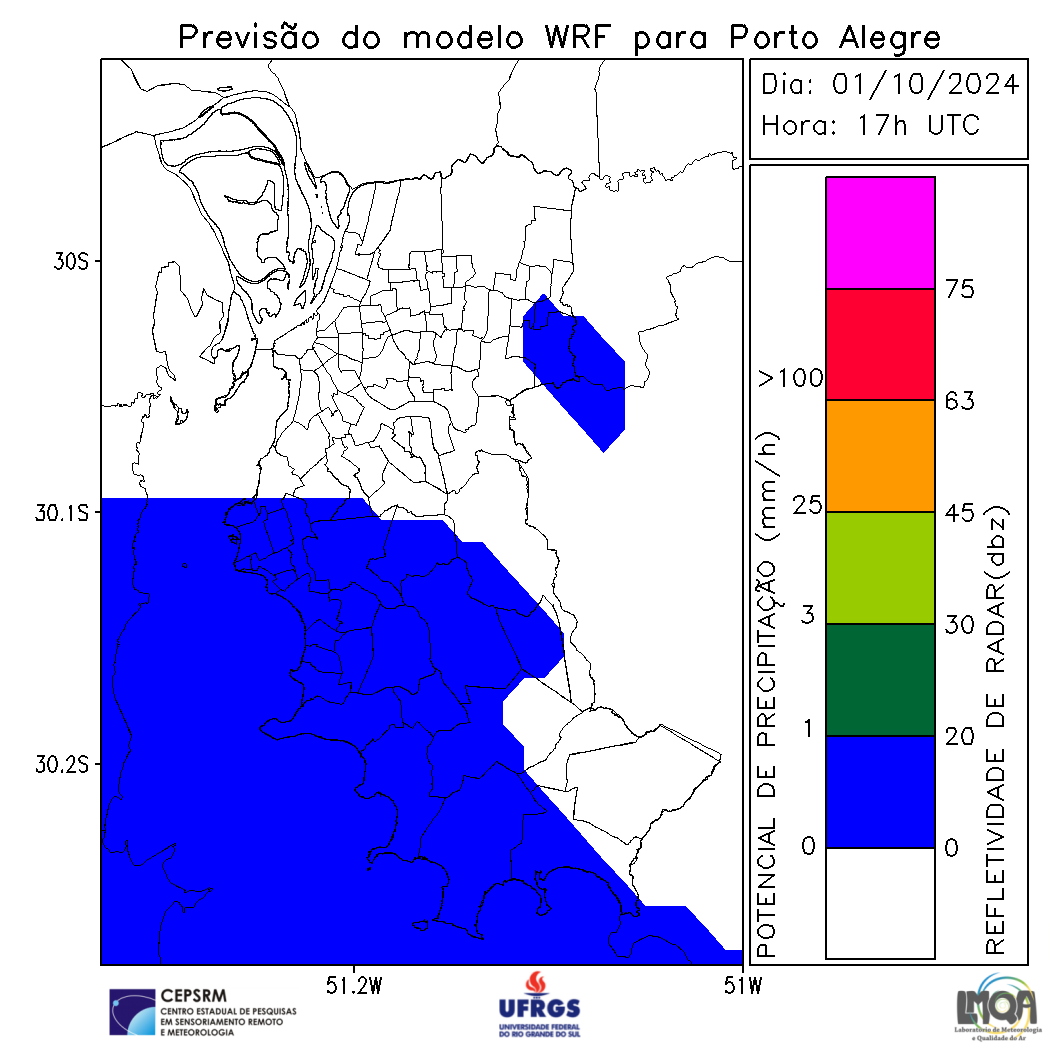 Previsão do modelo WRF para Porto Alegre
Dia: 01/10/2024
Hora: 17h UTC
30S
30.1S
30.2S
51.2W
51W
POTENCIAL DE PRECIPITAÇÃO (mm/h)
>100
25
3
1
0
75
63
45
30
20
0
REFLETIVIDADE DE RADAR(dbz)
CEPSRM
CENTRO ESTADUAL DE PESQUISAS
EM SENSORIAMENTO REMOTO
E METEOROLOGIA
UFRGS
UNIVERSIDADE FEDERAL
DO RIO GRANDE DO SUL
LMQA
Laboratório de Meteorologia
e Qualidade do Ar